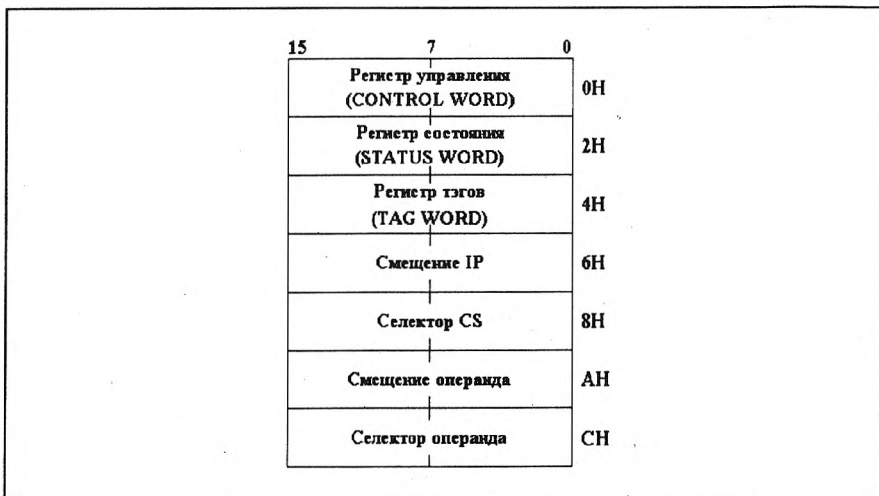 15 7 0
Регистр управления
(CONTROL WORD) 0H
Регистр состояния
(STATUS WORD) 2H
Регистр тэгов
(TAG WORD) 4H
Смещение IP 6H
Селектор CS 8H
Смещение операнда AH
Селектор операнда CH